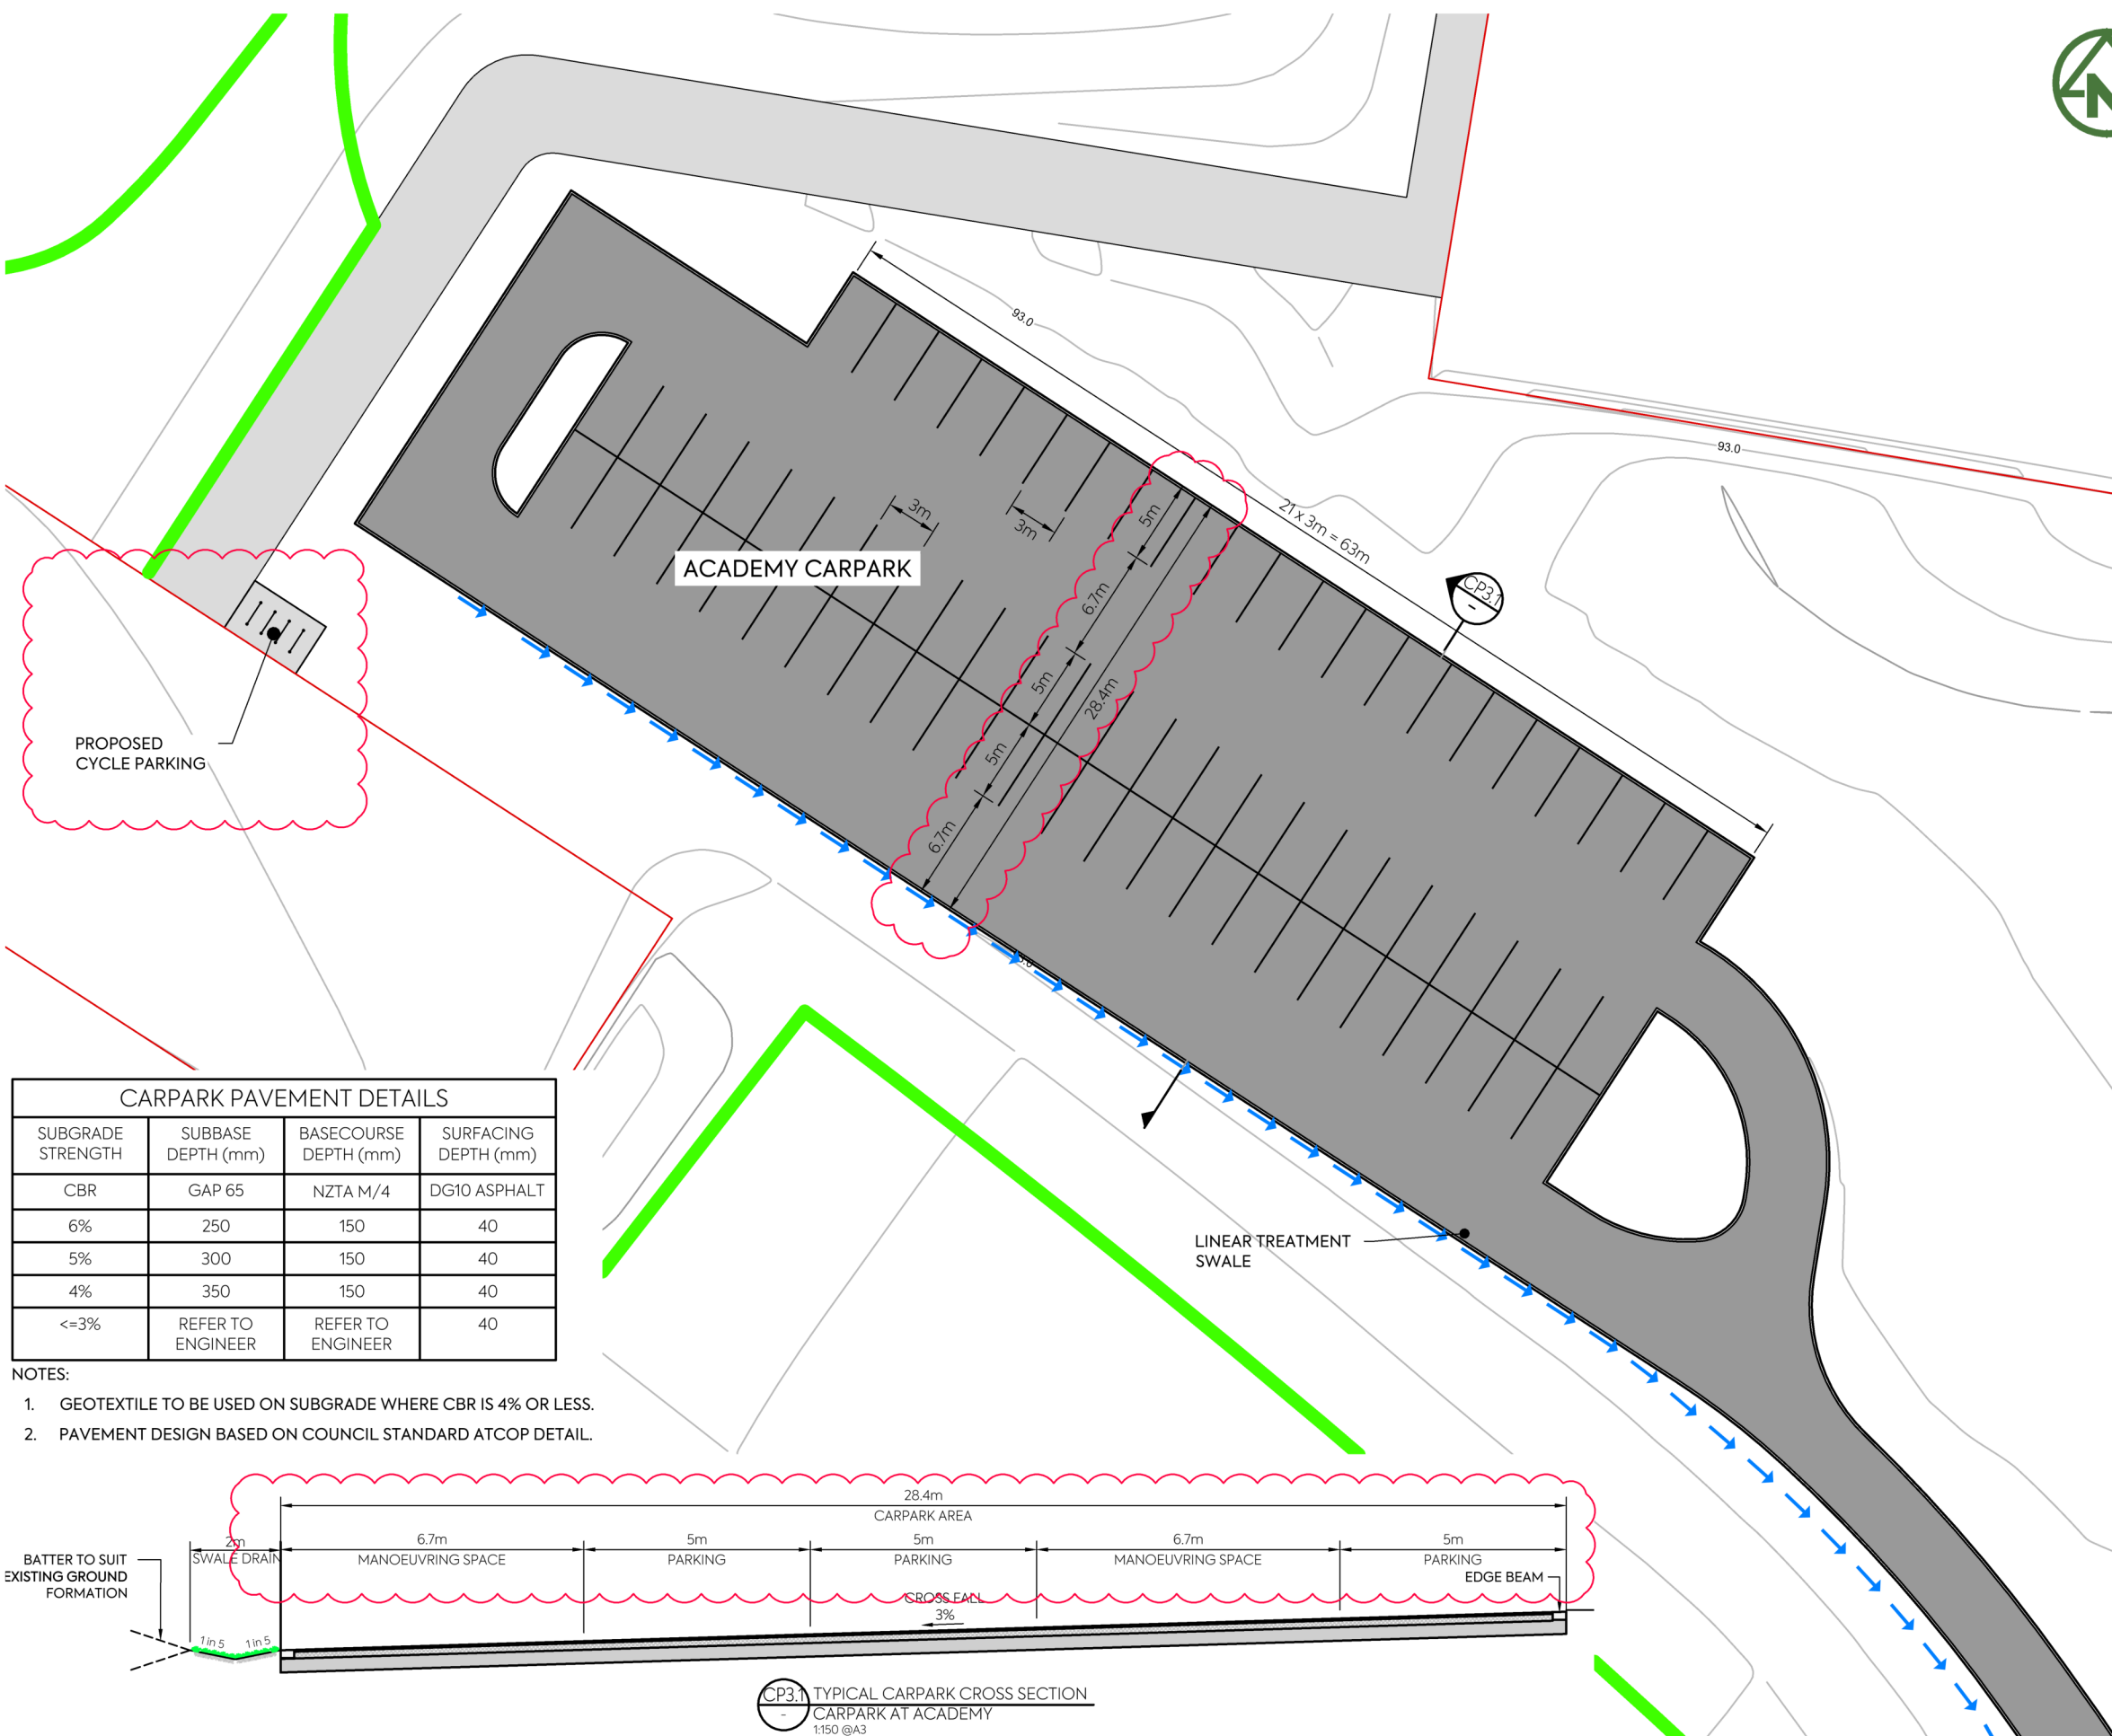 N
93.0
93.0
21 x 3m = 63m
3m
3m
5m
6.7m
5m
28.4m
5m
6.7m
ACADEMY CARPARK
CP3.1
-
PROPOSED
CYCLE PARKING
LINEAR TREATMENT
SWALE
CARPARK PAVEMENT DETAILS
SUBGRADE STRENGTH SUBBASE DEPTH (mm) BASECOURSE DEPTH (mm) SURFACING DEPTH (mm)
CBR GAP 65 NZTA M/4 DG10 ASPHALT
6% 250 150 40
5% 300 150 40
4% 350 150 40
<=3% REFER TO ENGINEER REFER TO ENGINEER 40
NOTES:
1. GEOTEXTILE TO BE USED ON SUBGRADE WHERE CBR IS 4% OR LESS.
2. PAVEMENT DESIGN BASED ON COUNCIL STANDARD ATCOP DETAIL.
28.4m
CARPARK AREA
2m 6.7m 5m 5m 6.7m 5m
SWALE DRAIN MANOEUVRING SPACE PARKING PARKING MANOEUVRING SPACE PARKING
BATTER TO SUIT
EXISTING GROUND
FORMATION
EDGE BEAM
CROSS FALL
3%
1 in 5 1 in 5
CP3.1 TYPICAL CARPARK CROSS SECTION
- CARPARK AT ACADEMY
1:150 @A3